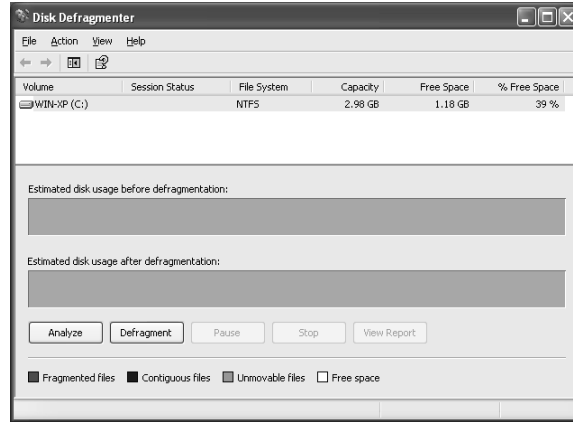 Disk Defragmenter
File Action View Help
Volume Session Status File System Capacity Free Space % Free Space
WIN-XP (C:) NTFS 2.98 GB 1.18 GB 39 %
Estimated disk usage before defragmentation:
Estimated disk usage after defragmentation:
Analyze Defragment Pause Stop View Report
Fragmented files Contiguous files Unmovable files Free space